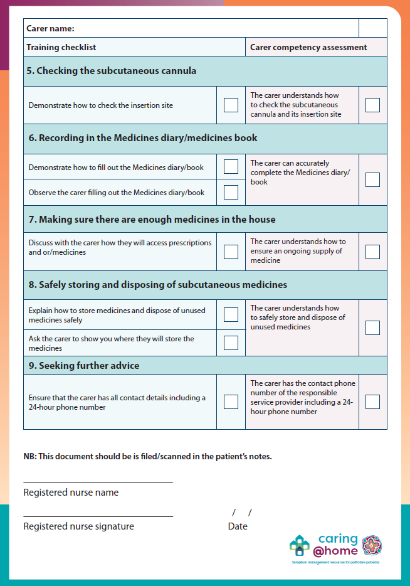 Carer name:
Training checklist
Carer competency assessment
5. Checking the subcutaneous cannula
Demonstrate how to check the insertion site
The carer understands how
to check the subcutaneous
cannula and its insertion site
6. Recording in the Medicines diary/medicines book
Demonstrate how to fill out the Medicines diary/book
Observe the carer filling out the Medicines diary/book
The carer can accurately
complete the Medicines diary/
book
7. Making sure there are enough medicines in the house
Discuss with the carer how they will access prescriptions
and or/medicines
The carer understands how to
ensure an ongoing supply of
medicine
8. Safely storing and disposing of subcutaneous medicines
Explain how to store medicines and dispose of unused
medicines safely
Ask the carer to show you where they will store the
medicines
The carer understands how
to safely store and dispose of
unused medicines
9. Seeking further advice
Ensure that the carer has all contact details including a
24-hour phone number
The carer has the contact phone
number of the responsible
service provider including a 24-
hour phone number
NB: This document should be is filed/scanned in the patient's notes.
Registered nurse name
/ /
Registered nurse signature
Date
caring
@home